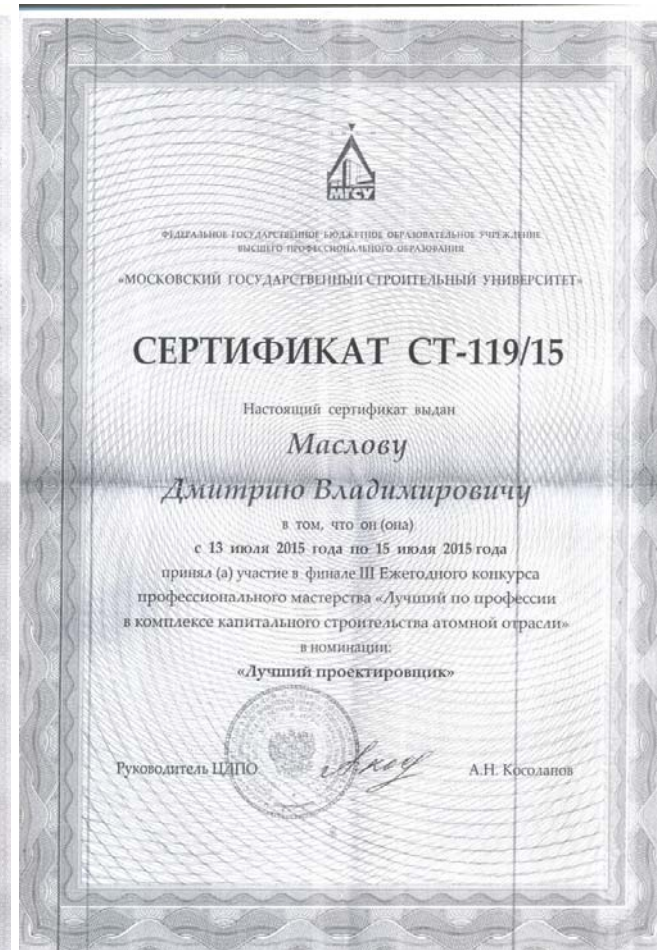 МГСУ
ФЕДЕРАЛЬНОЕ ГОСУДАРСТВЕННОЕ БЮДЖЕТНОЕ ОБРАЗОВАТЕЛЬНОЕ УЧРЕЖДЕНИЕ
ВЫСШЕГО ПРОФЕССИОНАЛЬНОГО ОБРАЗОВАНИЯ
«МОСКОВСКИЙ ГОСУДАРСТВЕННЫЙ СТРОИТЕЛЬНЫЙ УНИВЕРСИТЕТ»
СЕРТИФИКАТ СТ-119/15
Настоящий сертификат выдан
Маслову
Дмитрию Владимировичу
в том, что он (она)
с 13 июля 2015 года по 15 июля 2015 года
принял (а) участие в финале III Ежегодного конкурса
профессионального мастерства «Лучший по профессии
в комплексе капитального строительства атомной отрасли»
в номинации:
«Лучший проектировщик»
Руководитель ЦДПО А.Н. Косолапов